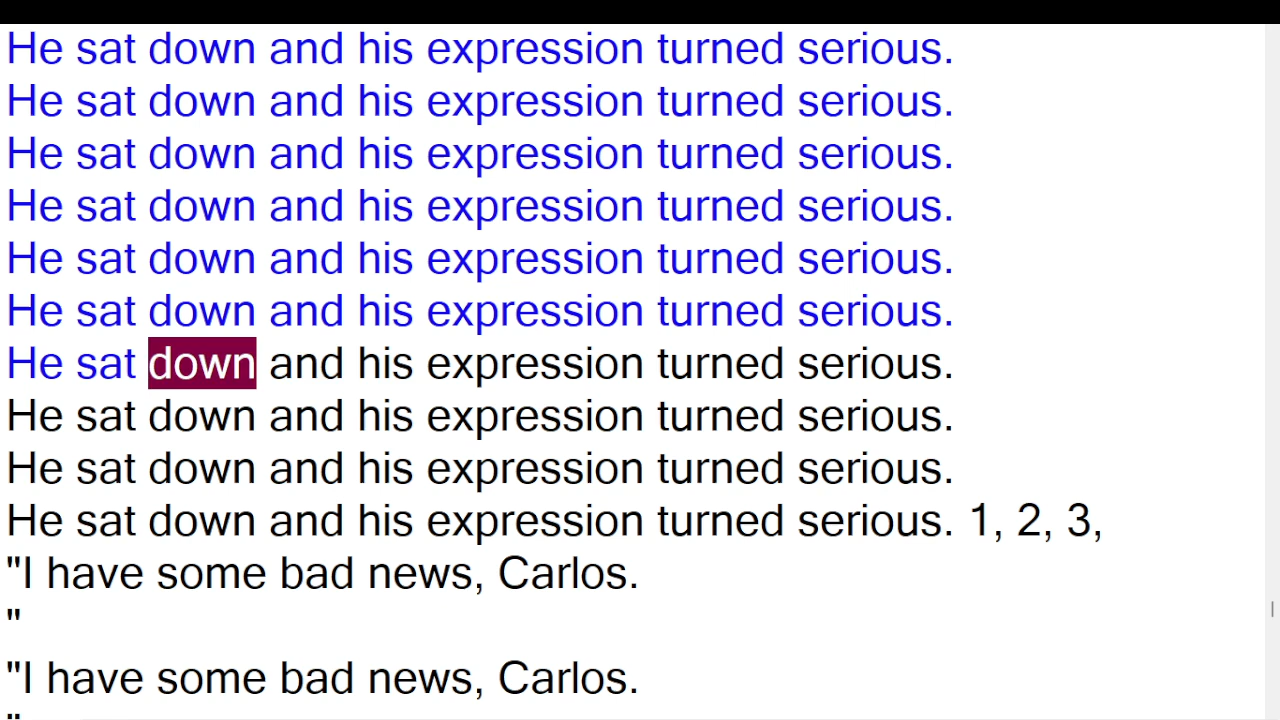 He sat down and his expression turned serious.
He sat down and his expression turned serious.
He sat down and his expression turned serious.
He sat down and his expression turned serious.
He sat down and his expression turned serious.
He sat down and his expression turned serious.
He sat down and his expression turned serious.
He sat down and his expression turned serious.
He sat down and his expression turned serious.
He sat down and his expression turned serious. 1, 2, 3,
"I have some bad news, Carlos.
"
"I have some bad news, Carlos.
"